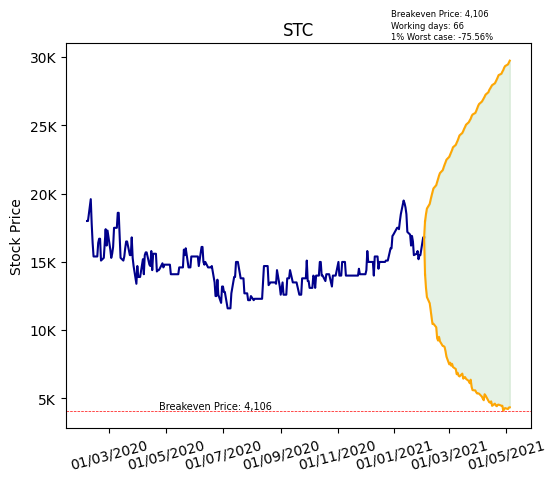 Breakeven Price: 4,106
Working days: 66
1% Worst case: -75.56%
STC
Stock Price
30K
25K
20K
15K
10K
5K
Breakeven Price: 4,106
01/03/2020
01/05/2020
01/07/2020
01/09/2020
01/11/2020
01/01/2021
01/03/2021
01/05/2021